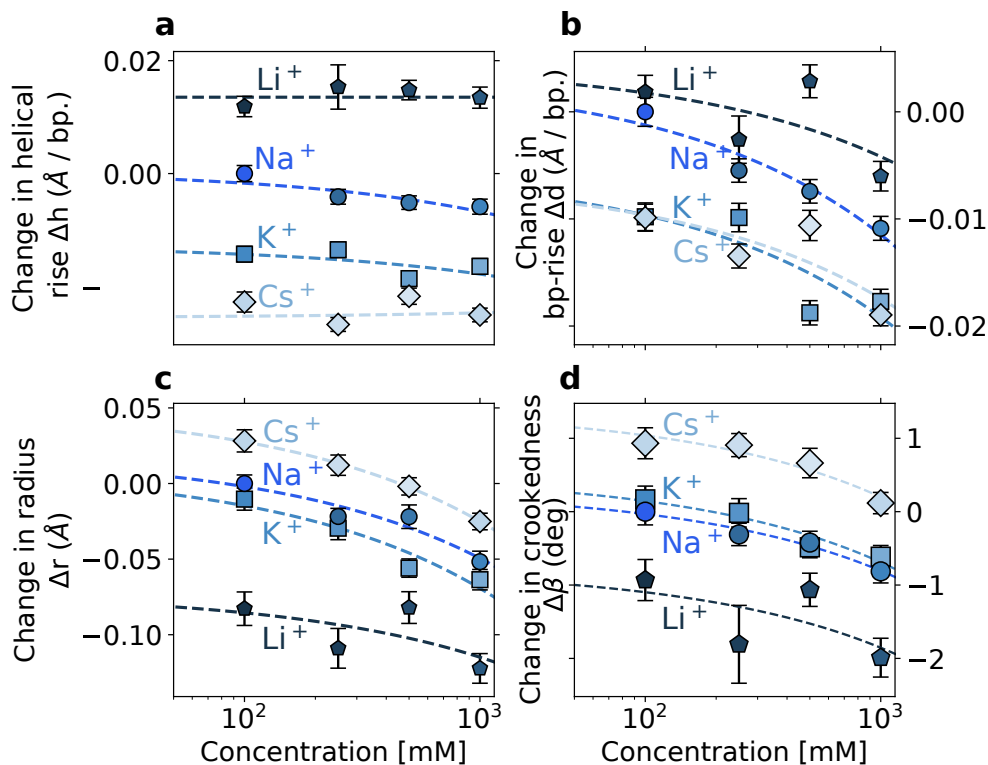 a
Change in helical
rise Δh (Å / bp.)
0.02
0.00
Li+
Na+
K+
Cs+
b
Change in
bp-rise Δd (Å / bp.)
0.00
−0.01
−0.02
Li+
Na+
K+
Cs+
c
Change in radius
Δr (Å)
0.05
0.00
−0.05
−0.10
Cs+
Na+
K+
Li+
10²
10³
Concentration [mM]
d
Change in crookedness
Δβ (deg)
1
0
−1
−2
Cs+
K+
Na+
Li+
10²
10³
Concentration [mM]